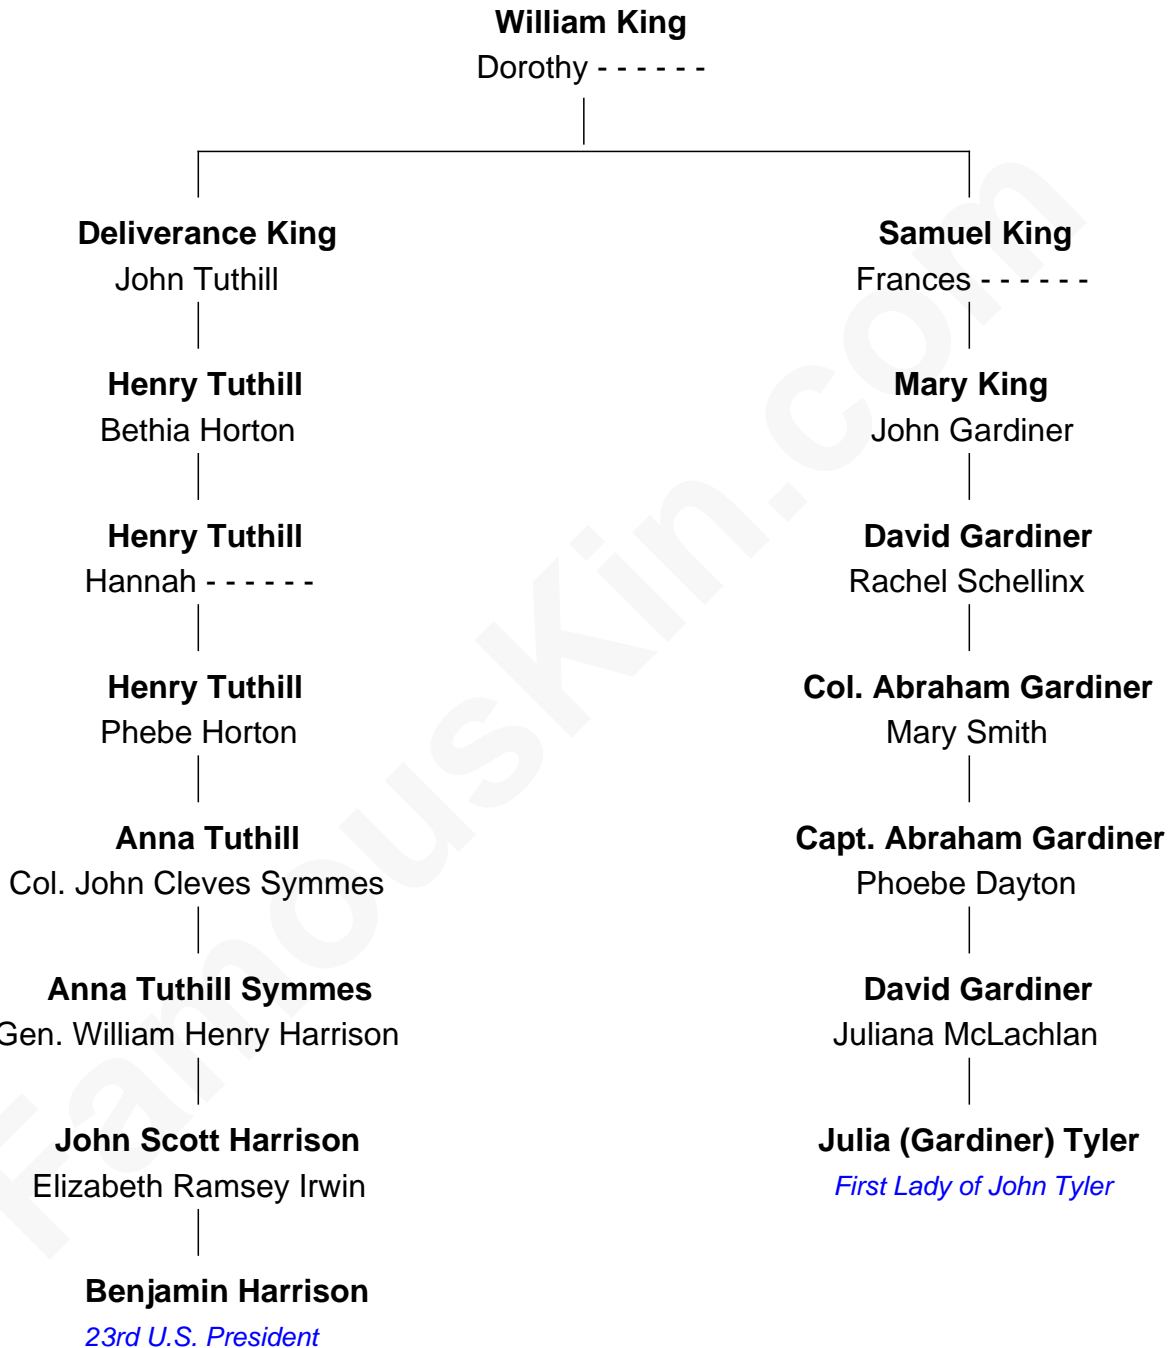 William King
Dorothy - - - - - -
Deliverance King
John Tuthill
Samuel King
Frances - - - - - -
Henry Tuthill
Bethia Horton
Mary King
John Gardiner
Henry Tuthill
Hannah - - - - - -
David Gardiner
Rachel Schellinx
Henry Tuthill
Phebe Horton
Col. Abraham Gardiner
Mary Smith
Anna Tuthill
Col. John Cleves Symmes
Capt. Abraham Gardiner
Phoebe Dayton
Anna Tuthill Symmes
Gen. William Henry Harrison
David Gardiner
Juliana McLachlan
John Scott Harrison
Elizabeth Ramsey Irwin
Julia (Gardiner) Tyler
First Lady of John Tyler
Benjamin Harrison
23rd U.S. President
FamousKin.com